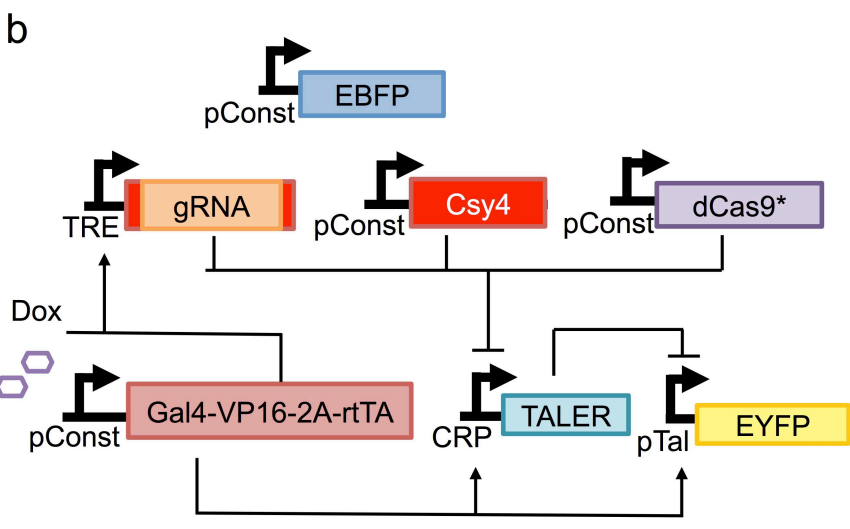 b
EBFP
pConst
gRNA
TRE
Csy4
pConst
dCas9*
pConst
Dox
Gal4-VP16-2A-rtTA
pConst
TALER
CRP
EYFP
pTal